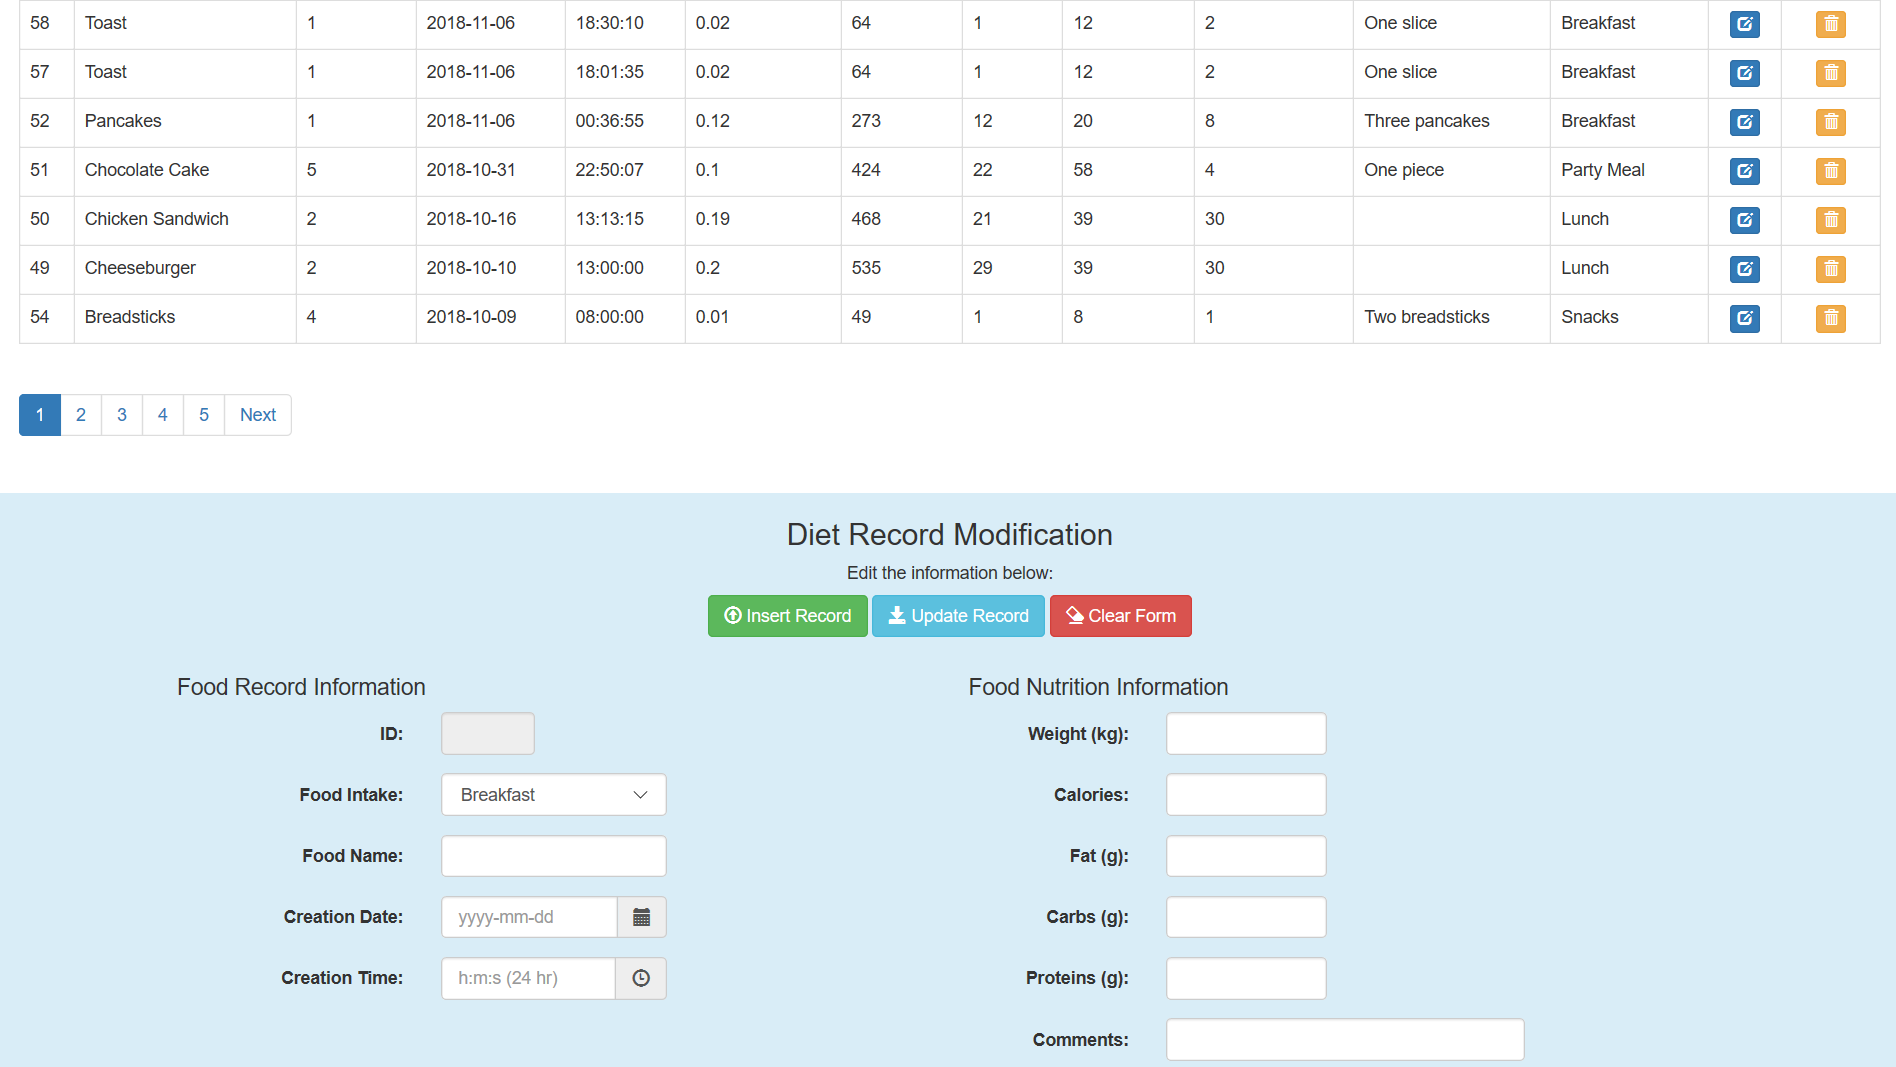 58 Toast 1 2018-11-06 18:30:10 0.02 64 1 12 2 One slice Breakfast
57 Toast 1 2018-11-06 18:01:35 0.02 64 1 12 2 One slice Breakfast
52 Pancakes 1 2018-11-06 00:36:55 0.12 273 12 20 8 Three pancakes Breakfast
51 Chocolate Cake 5 2018-10-31 22:50:07 0.1 424 22 58 4 One piece Party Meal
50 Chicken Sandwich 2 2018-10-16 13:13:15 0.19 468 21 39 30 Lunch
49 Cheeseburger 2 2018-10-10 13:00:00 0.2 535 29 39 30 Lunch
54 Breadsticks 4 2018-10-09 08:00:00 0.01 49 1 8 1 Two breadsticks Snacks
1 2 3 4 5 Next
Diet Record Modification
Edit the information below:
Insert Record Update Record Clear Form
Food Record Information
ID:
Food Intake: Breakfast
Food Name:
Creation Date: yyyy-mm-dd
Creation Time: h:m:s (24 hr)
Food Nutrition Information
Weight (kg):
Calories:
Fat (g):
Carbs (g):
Proteins (g):
Comments: